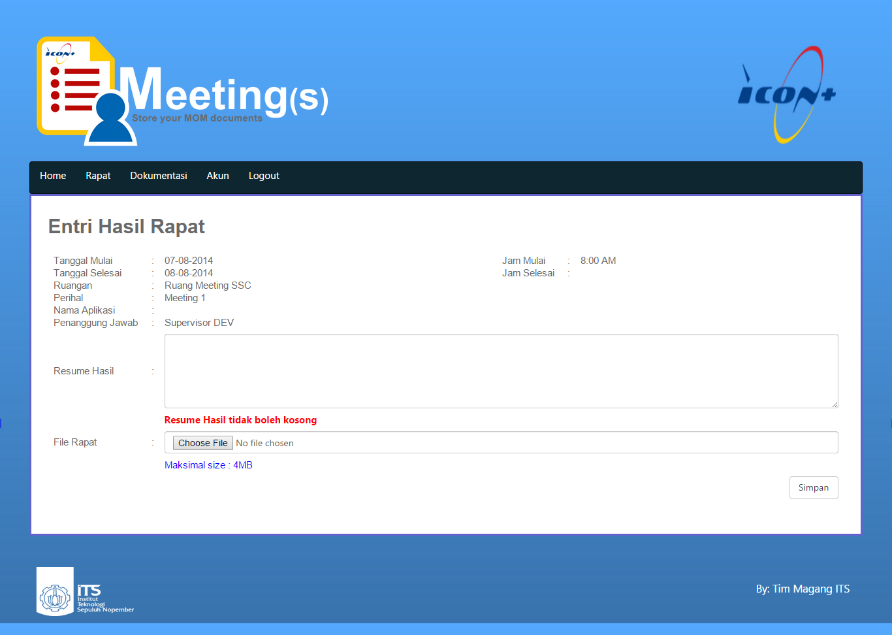 iCON+
Meeting(s)
Store your MOM documents
iCON+
Home Rapat Dokumentasi Akun Logout
Entri Hasil Rapat
Tanggal Mulai : 07-08-2014 Jam Mulai : 8:00 AM
Tanggal Selesai : 08-08-2014 Jam Selesai :
Ruangan : Ruang Meeting SSC
Perihal : Meeting 1
Nama Aplikasi :
Penanggung Jawab : Supervisor DEV
Resume Hasil :
Resume Hasil tidak boleh kosong
File Rapat : Choose File No file chosen
Maksimal size : 4MB
Simpan
iTS
Institut
Teknologi
Sepuluh Nopember
By: Tim Magang ITS